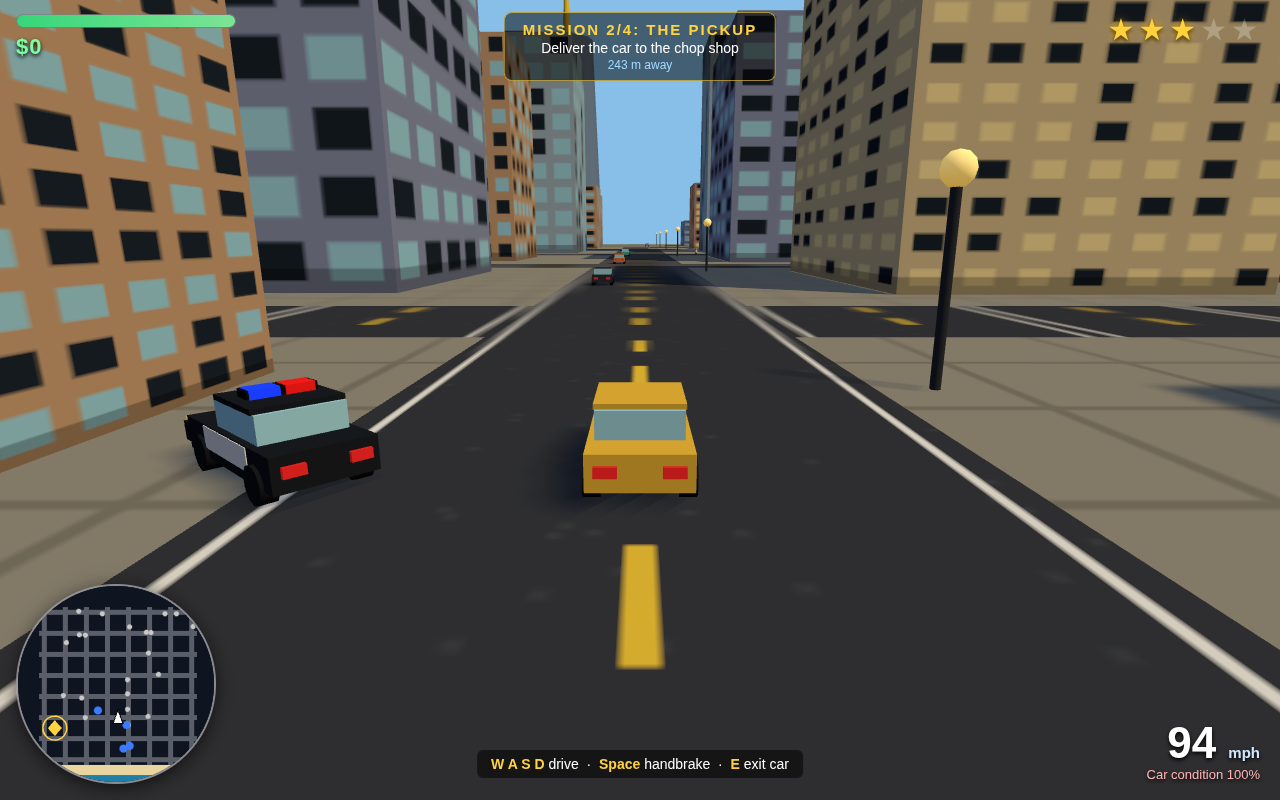 $0
MISSION 2/4: THE PICKUP
Deliver the car to the chop shop
243 m away
W A S D drive · Space handbrake · E exit car
94 mph
Car condition 100%